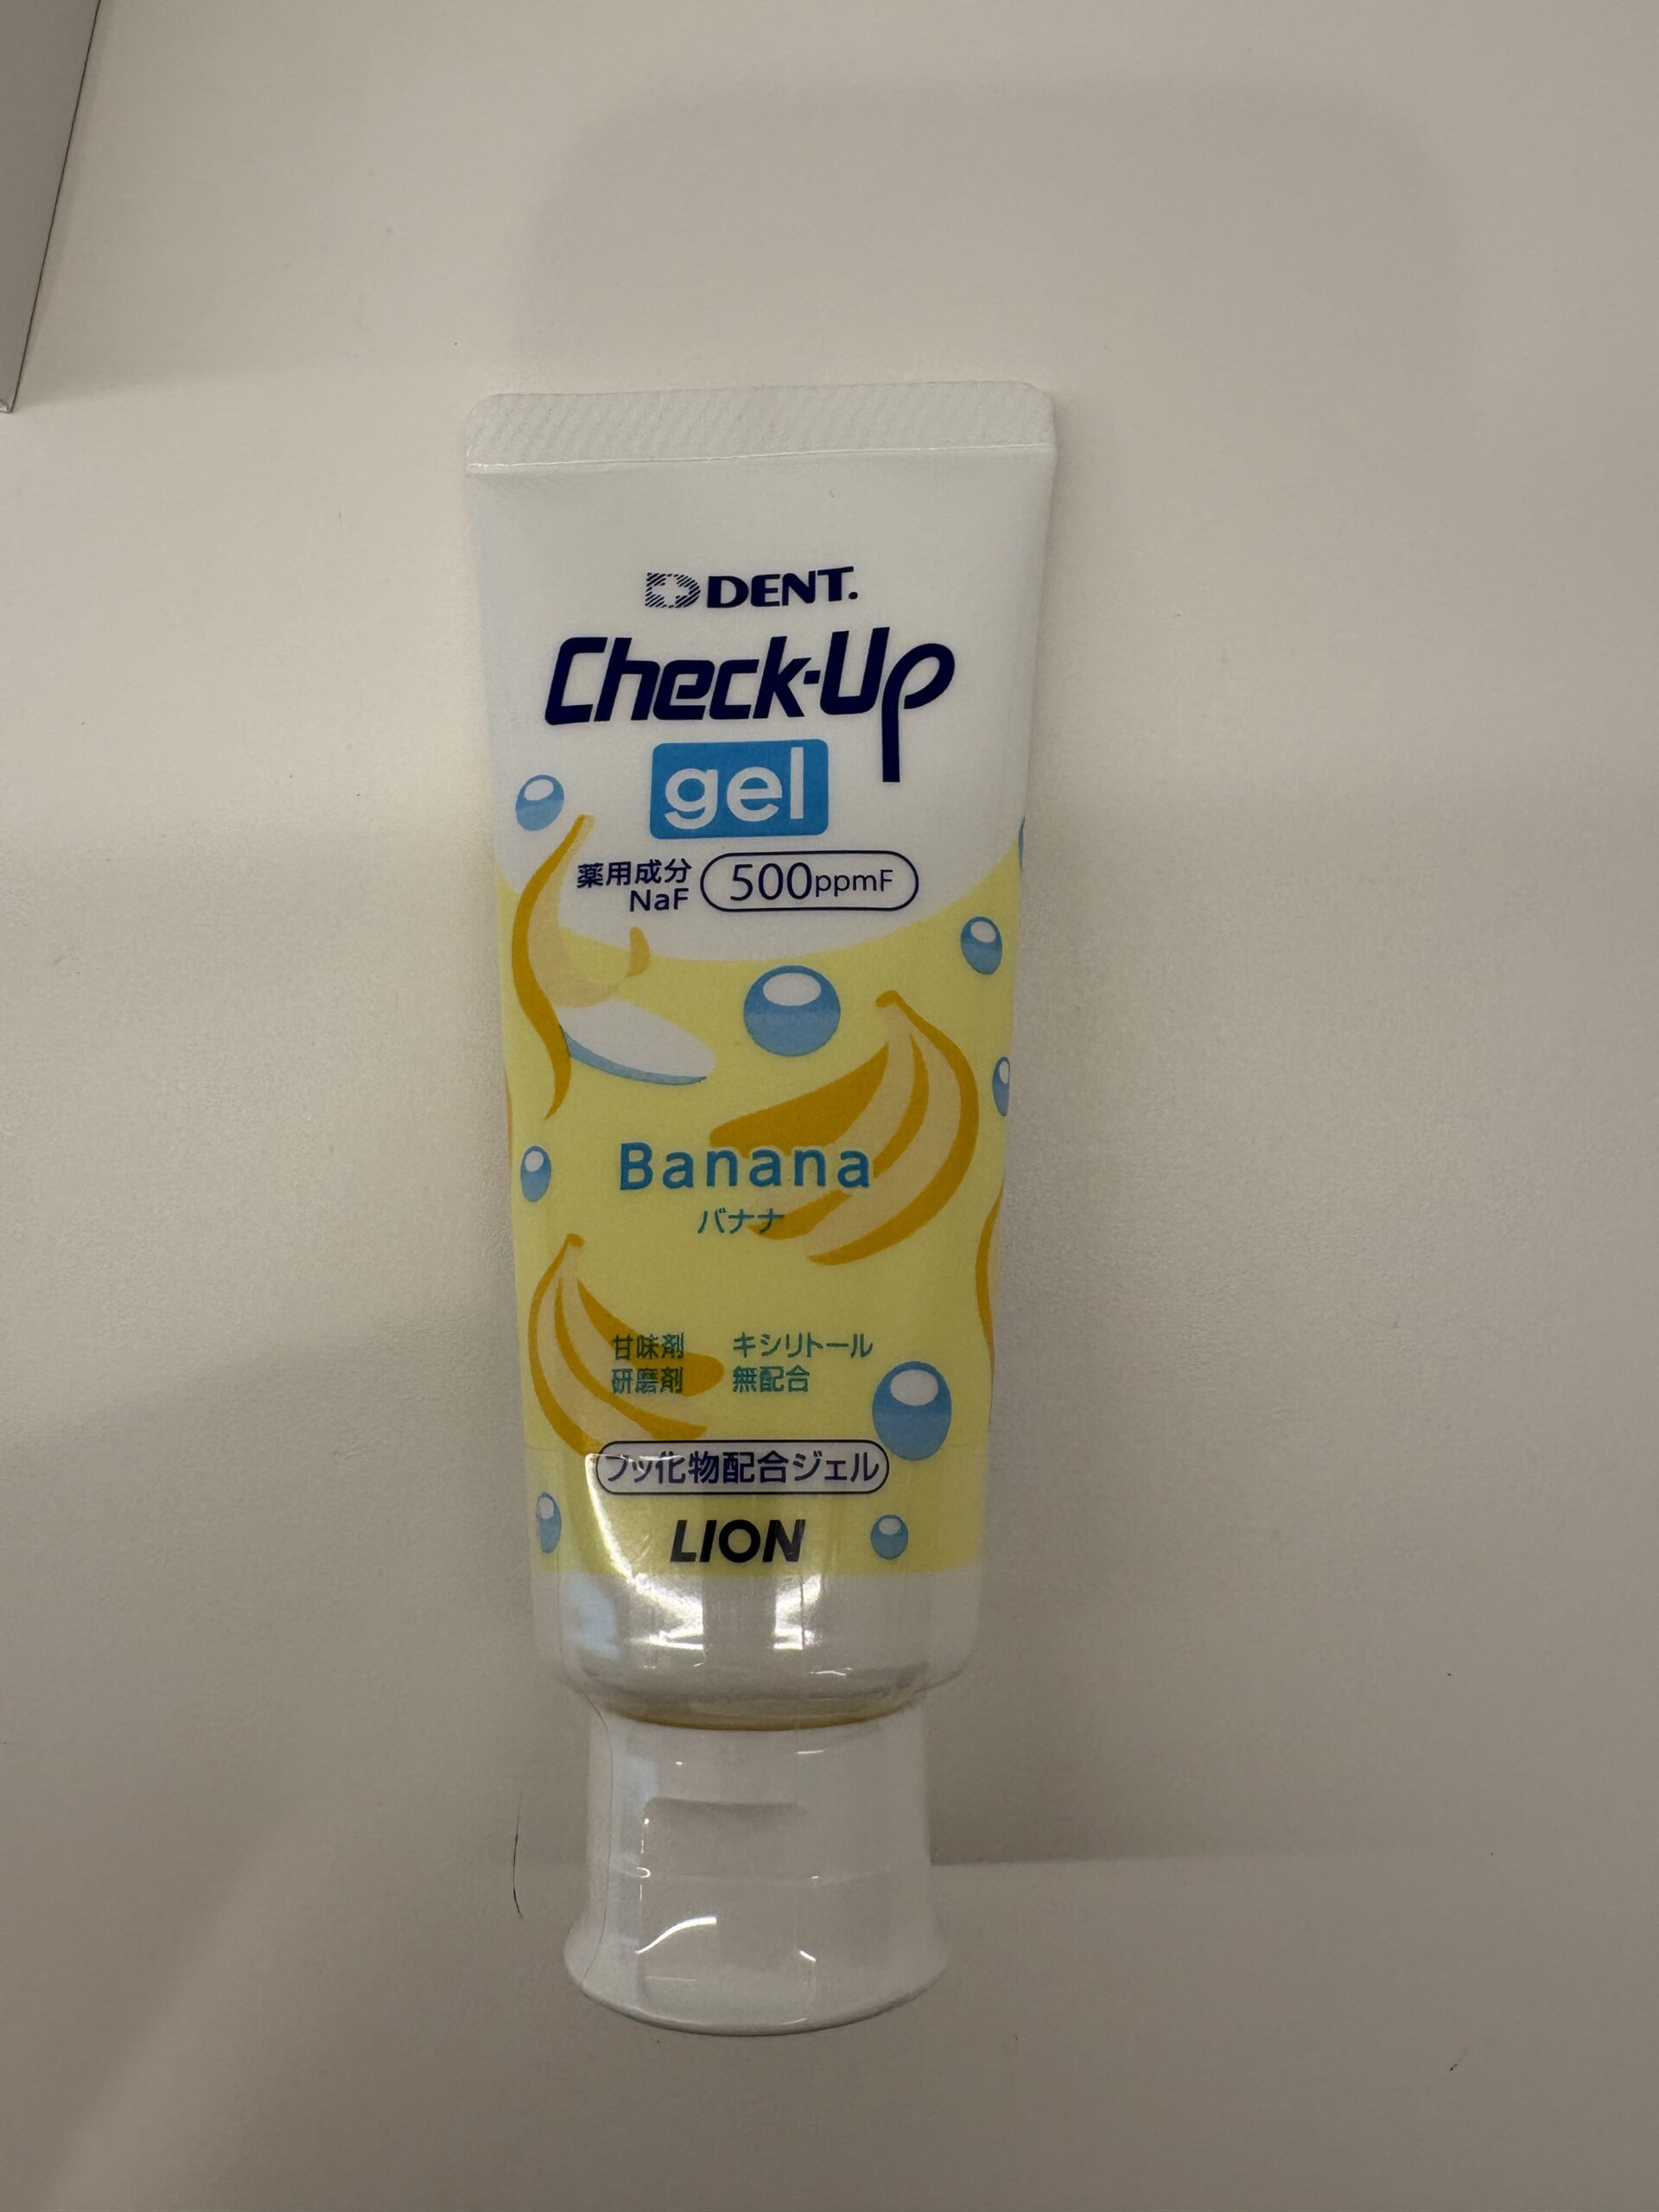 DENT.
Check-Up
gel
薬用成分
NaF
500ppmF
Banana
バナナ
甘味剤 キシリトール
研磨剤 無配合
フッ化物配合ジェル
LION